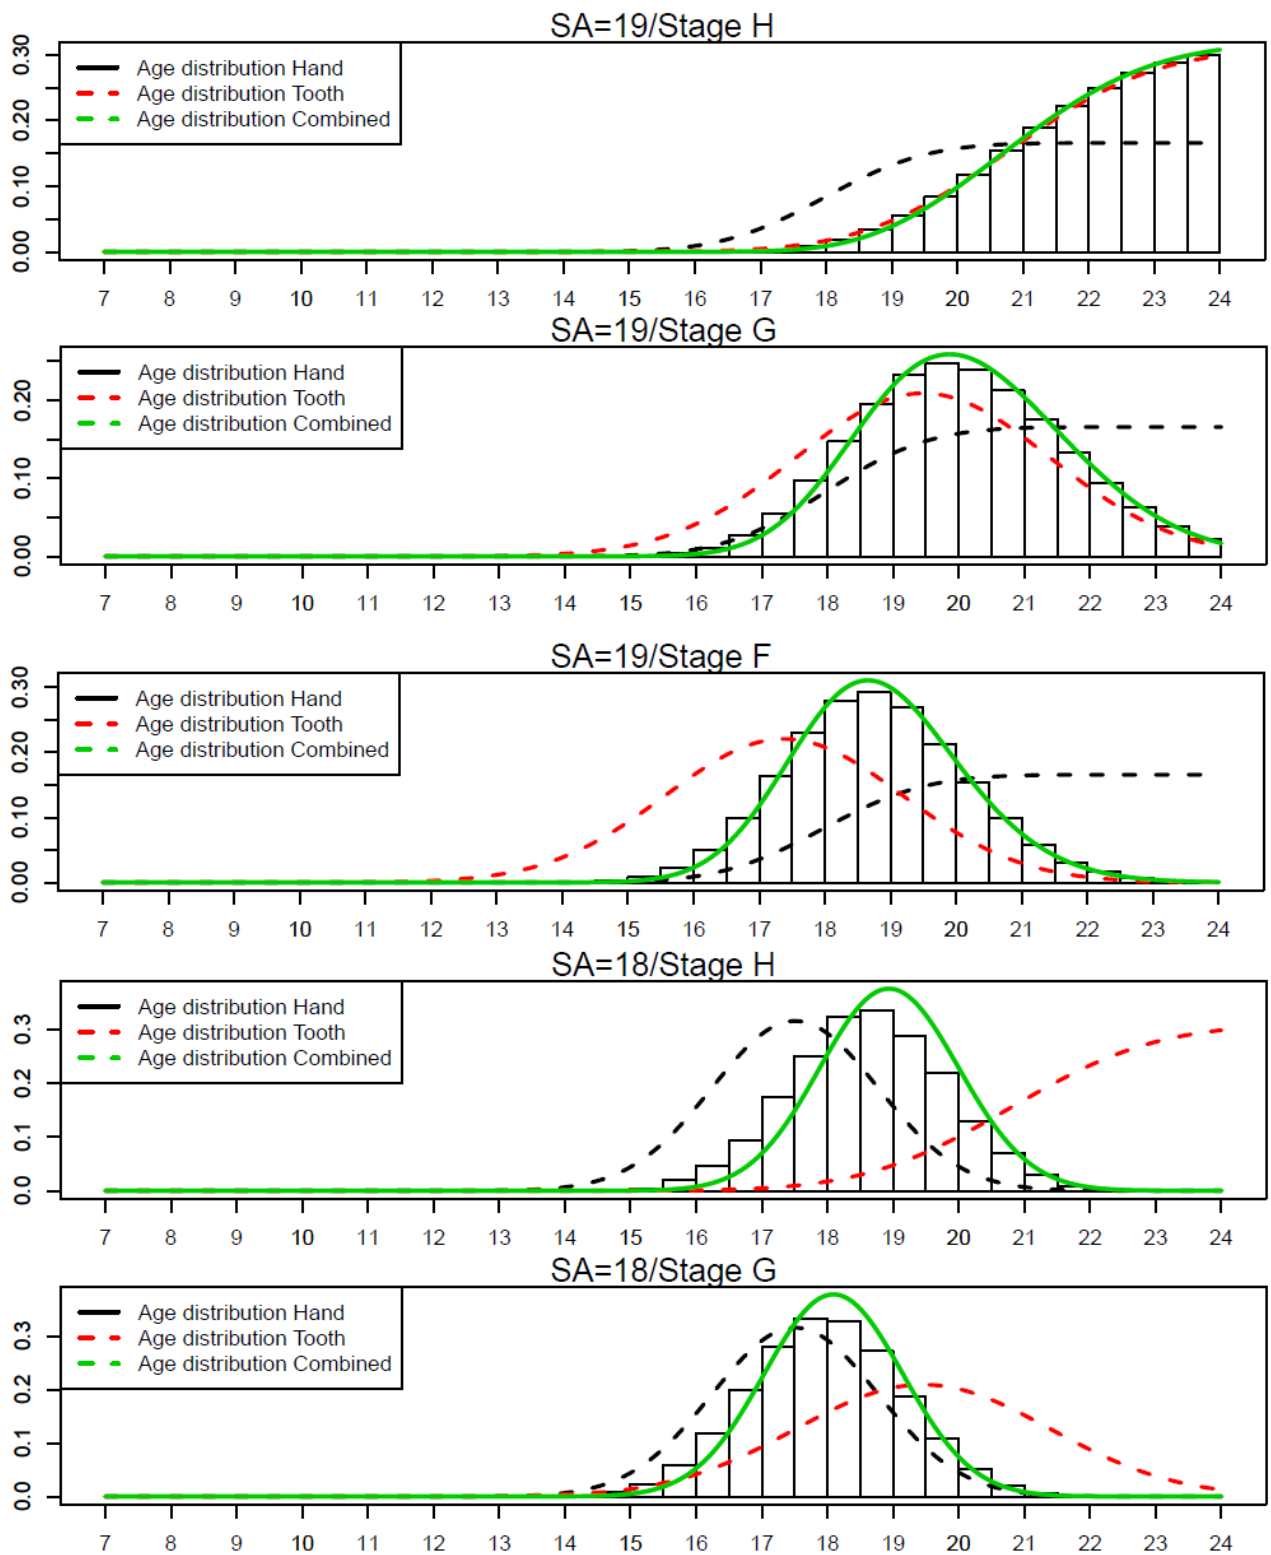 SA=19/Stage H
Age distribution Hand
Age distribution Tooth
Age distribution Combined
0.00 0.10 0.20 0.30
7 8 9 10 11 12 13 14 15 16 17 18 19 20 21 22 23 24
SA=19/Stage G
Age distribution Hand
Age distribution Tooth
Age distribution Combined
0.00 0.10 0.20
7 8 9 10 11 12 13 14 15 16 17 18 19 20 21 22 23 24
SA=19/Stage F
Age distribution Hand
Age distribution Tooth
Age distribution Combined
0.00 0.10 0.20 0.30
7 8 9 10 11 12 13 14 15 16 17 18 19 20 21 22 23 24
SA=18/Stage H
Age distribution Hand
Age distribution Tooth
Age distribution Combined
0.0 0.1 0.2 0.3
7 8 9 10 11 12 13 14 15 16 17 18 19 20 21 22 23 24
SA=18/Stage G
Age distribution Hand
Age distribution Tooth
Age distribution Combined
0.0 0.1 0.2 0.3
7 8 9 10 11 12 13 14 15 16 17 18 19 20 21 22 23 24